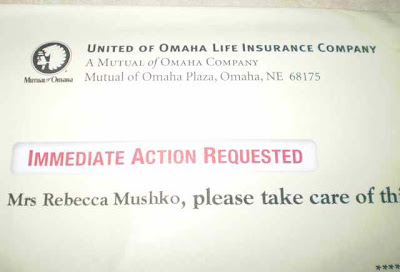 UNITED OF OMAHA LIFE INSURANCE COMPANY
A MUTUAL of OMAHA COMPANY
Mutual of Omaha Plaza, Omaha, NE 68175
MUTUAL of OMAHA
IMMEDIATE ACTION REQUESTED
Mrs Rebecca Mushko, please take care of thi
****